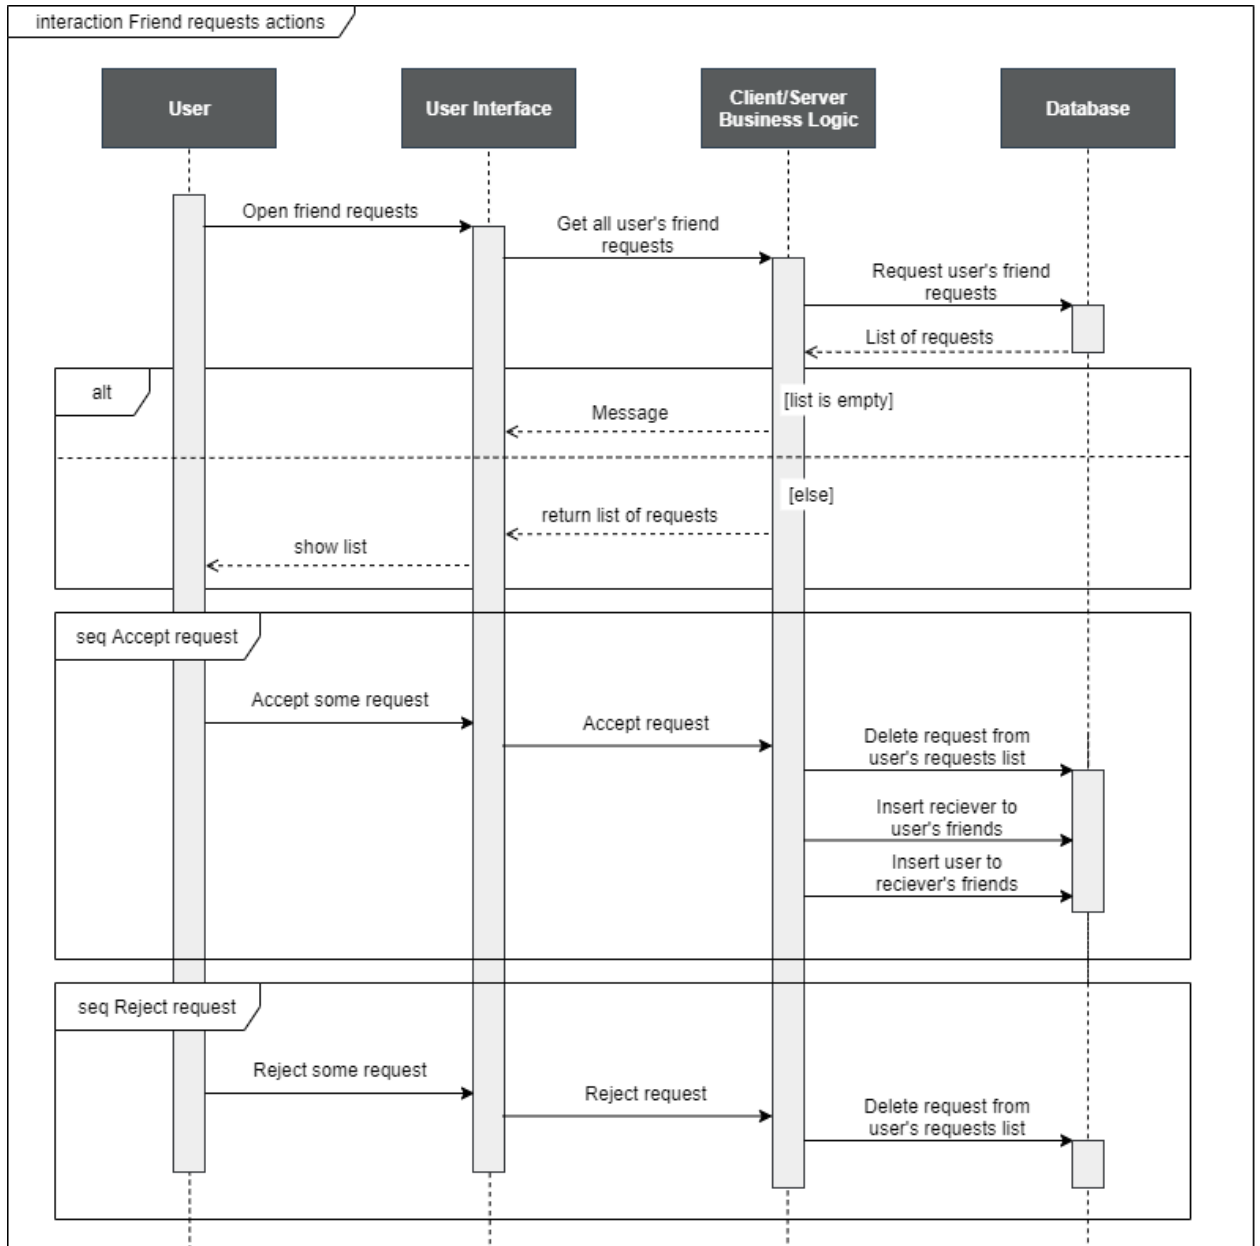 interaction Friend requests actions
User
User Interface
Client/Server
Business Logic
Database
Open friend requests
Get all user's friend
requests
Request user's friend
requests
List of requests
alt
[list is empty]
Message
[else]
return list of requests
show list
seq Accept request
Accept some request
Accept request
Delete request from
user's requests list
Insert reciever to
user's friends
Insert user to
reciever's friends
seq Reject request
Reject some request
Reject request
Delete request from
user's requests list